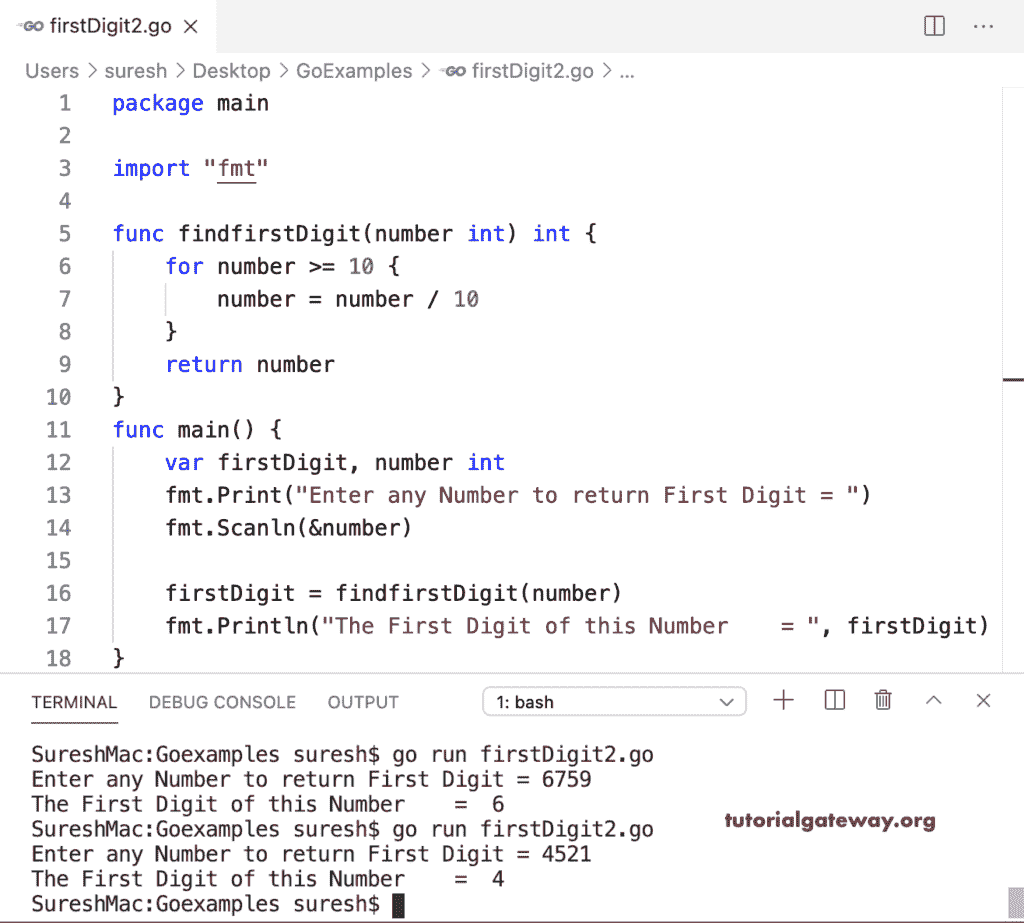 GO firstDigit2.go
Users > suresh > Desktop > GoExamples > GO firstDigit2.go > ...
1 package main
2
3 import "fmt"
4
5 func findfirstDigit(number int) int {
6     for number >= 10 {
7         number = number / 10
8     }
9     return number
10 }
11 func main() {
12     var firstDigit, number int
13     fmt.Print("Enter any Number to return First Digit = ")
14     fmt.Scanln(&number)
15
16     firstDigit = findfirstDigit(number)
17     fmt.Println("The First Digit of this Number    = ", firstDigit)
18 }
TERMINAL DEBUG CONSOLE OUTPUT 1: bash
SureshMac:Goexamples suresh$ go run firstDigit2.go
Enter any Number to return First Digit = 6759
The First Digit of this Number    =  6
SureshMac:Goexamples suresh$ go run firstDigit2.go
Enter any Number to return First Digit = 4521
The First Digit of this Number    =  4
SureshMac:Goexamples suresh$
tutorialgateway.org